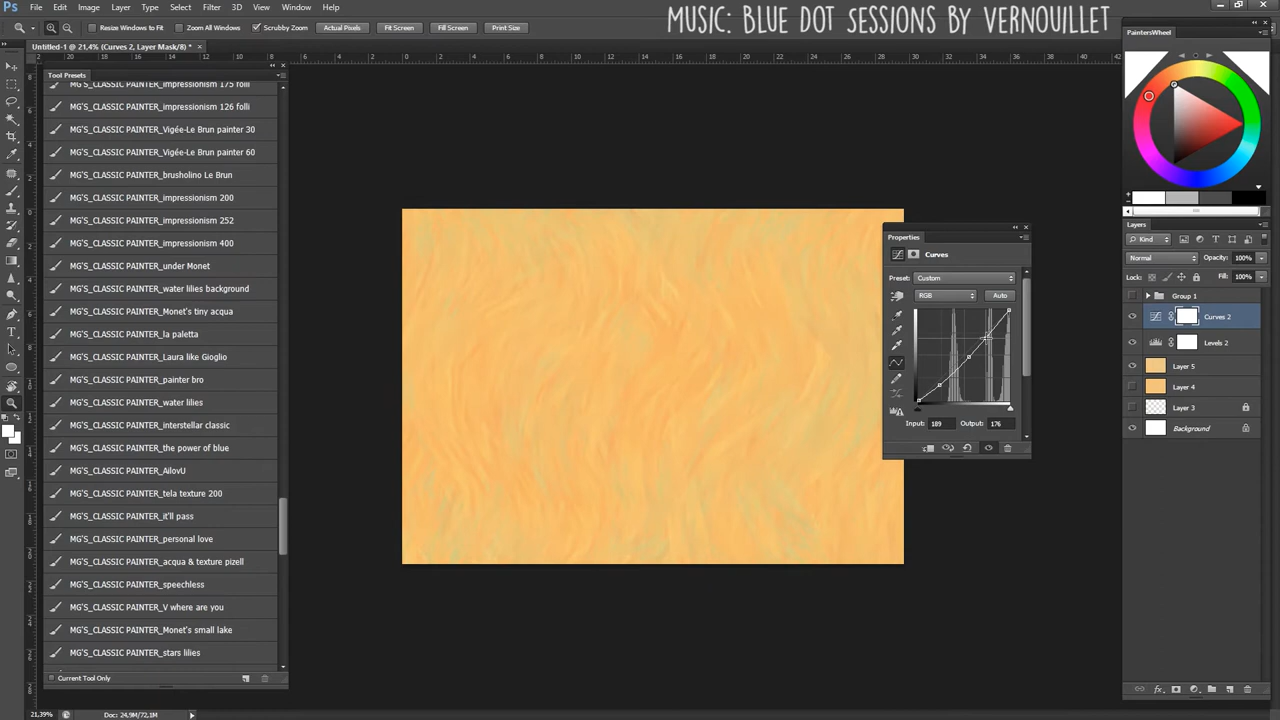 MUSIC: BLUE DOT SESSIONS BY VERNOUILLET
Ps File Edit Image Layer Type Select Filter 3D View Window Help
Resize Windows to Fit Zoom All Windows Scrubby Zoom Actual Pixels Fit Screen Fill Screen Print Size
Untitled-1 @ 21,4% (Curves 2, Layer Mask/8) * ×
Tool Presets
MG'S_CLASSIC PAINTER_impressionism 175 folli
MG'S_CLASSIC PAINTER_impressionism 126 folli
MG'S_CLASSIC PAINTER_Vigée-Le Brun painter 30
MG'S_CLASSIC PAINTER_Vigée-Le Brun painter 60
MG'S_CLASSIC PAINTER_brusholino Le Brun
MG'S_CLASSIC PAINTER_impressionism 200
MG'S_CLASSIC PAINTER_impressionism 252
MG'S_CLASSIC PAINTER_impressionism 400
MG'S_CLASSIC PAINTER_under Monet
MG'S_CLASSIC PAINTER_water lilies background
MG'S_CLASSIC PAINTER_Monet's tiny acqua
MG'S_CLASSIC PAINTER_la paletta
MG'S_CLASSIC PAINTER_Laura like Giorgio
MG'S_CLASSIC PAINTER_painter bro
MG'S_CLASSIC PAINTER_water lilies
MG'S_CLASSIC PAINTER_interstellar classic
MG'S_CLASSIC PAINTER_the power of blue
MG'S_CLASSIC PAINTER_AilovU
MG'S_CLASSIC PAINTER_tela texture 200
MG'S_CLASSIC PAINTER_it'll pass
MG'S_CLASSIC PAINTER_personal love
MG'S_CLASSIC PAINTER_acqua & texture pizell
MG'S_CLASSIC PAINTER_speechless
MG'S_CLASSIC PAINTER_V where are you
MG'S_CLASSIC PAINTER_Monet's small lake
MG'S_CLASSIC PAINTER_stars lilies
Current Tool Only
21,39% Doc: 24,9M/72,1M
Properties
Curves
Preset: Custom
RGB Auto
Input: 189 Output: 176
PaintersWheel
Layers
Kind
Normal Opacity: 100%
Lock: Fill: 100%
Group 1
Curves 2
Levels 2
Layer 5
Layer 4
Layer 3
Background